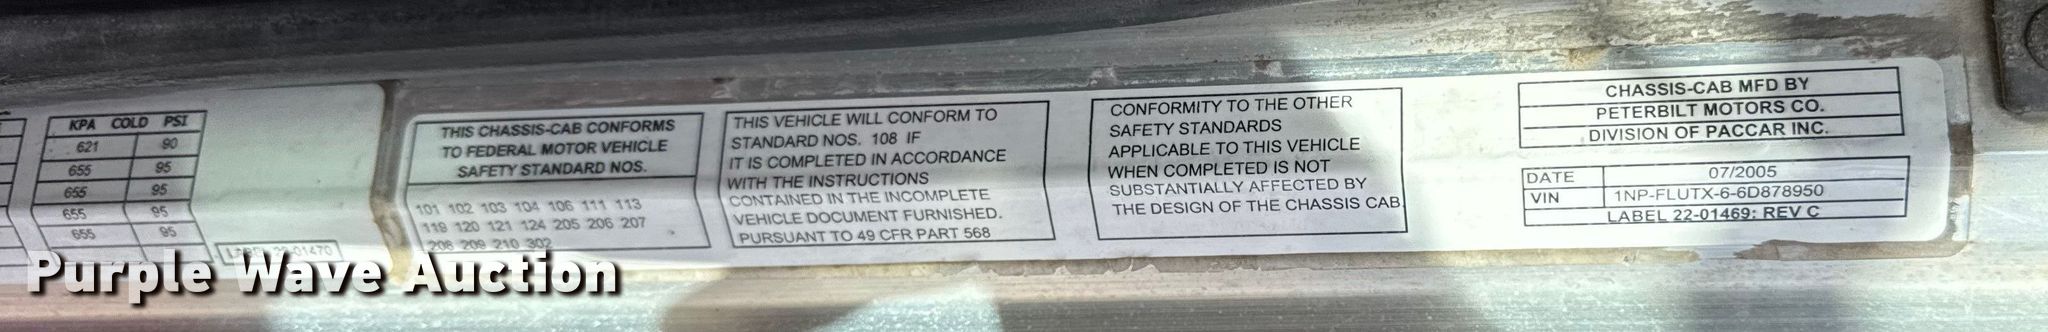 KPA COLD PSI
621 90
655 95
655 95
655 95
655 95
LABEL 22-01470
THIS CHASSIS-CAB CONFORMS
TO FEDERAL MOTOR VEHICLE
SAFETY STANDARD NOS.
101 102 103 104 106 111 113
119 120 121 124 205 206 207
208 209 210 302
THIS VEHICLE WILL CONFORM TO
STANDARD NOS. 108 IF
IT IS COMPLETED IN ACCORDANCE
WITH THE INSTRUCTIONS
CONTAINED IN THE INCOMPLETE
VEHICLE DOCUMENT FURNISHED.
PURSUANT TO 49 CFR PART 568
CONFORMITY TO THE OTHER
SAFETY STANDARDS
APPLICABLE TO THIS VEHICLE
WHEN COMPLETED IS NOT
SUBSTANTIALLY AFFECTED BY
THE DESIGN OF THE CHASSIS CAB.
CHASSIS-CAB MFD BY
PETERBILT MOTORS CO.
DIVISION OF PACCAR INC.
DATE 07/2005
VIN 1NP-FLUTX-6-6D878950
LABEL 22-01469: REV C
Purple Wave Auction